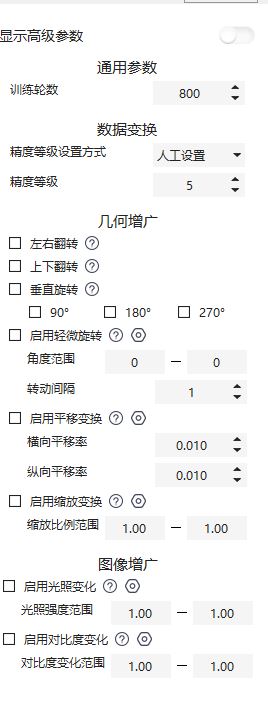 显示高级参数
通用参数
训练轮数 800
数据变换
精度等级设置方式 人工设置
精度等级 5
几何增广
左右翻转 ?
上下翻转 ?
垂直旋转 ?
90° 180° 270°
启用轻微旋转 ?
角度范围 0 — 0
转动间隔 1
启用平移变换 ?
横向平移率 0.010
纵向平移率 0.010
启用缩放变换 ?
缩放比例范围 1.00 — 1.00
图像增广
启用光照变化 ?
光照强度范围 1.00 — 1.00
启用对比度变化 ?
对比度变化范围 1.00 — 1.00